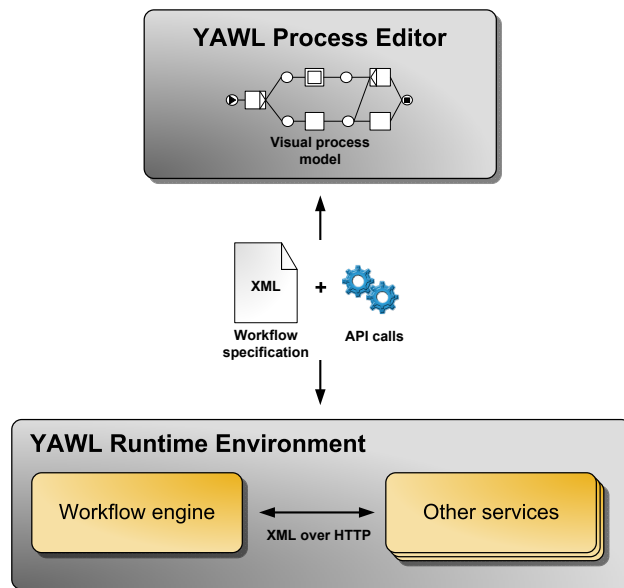 YAWL Process Editor
Visual process
model
XML
+
Workflow
specification
API calls
YAWL Runtime Environment
Workflow engine
XML over HTTP
Other services